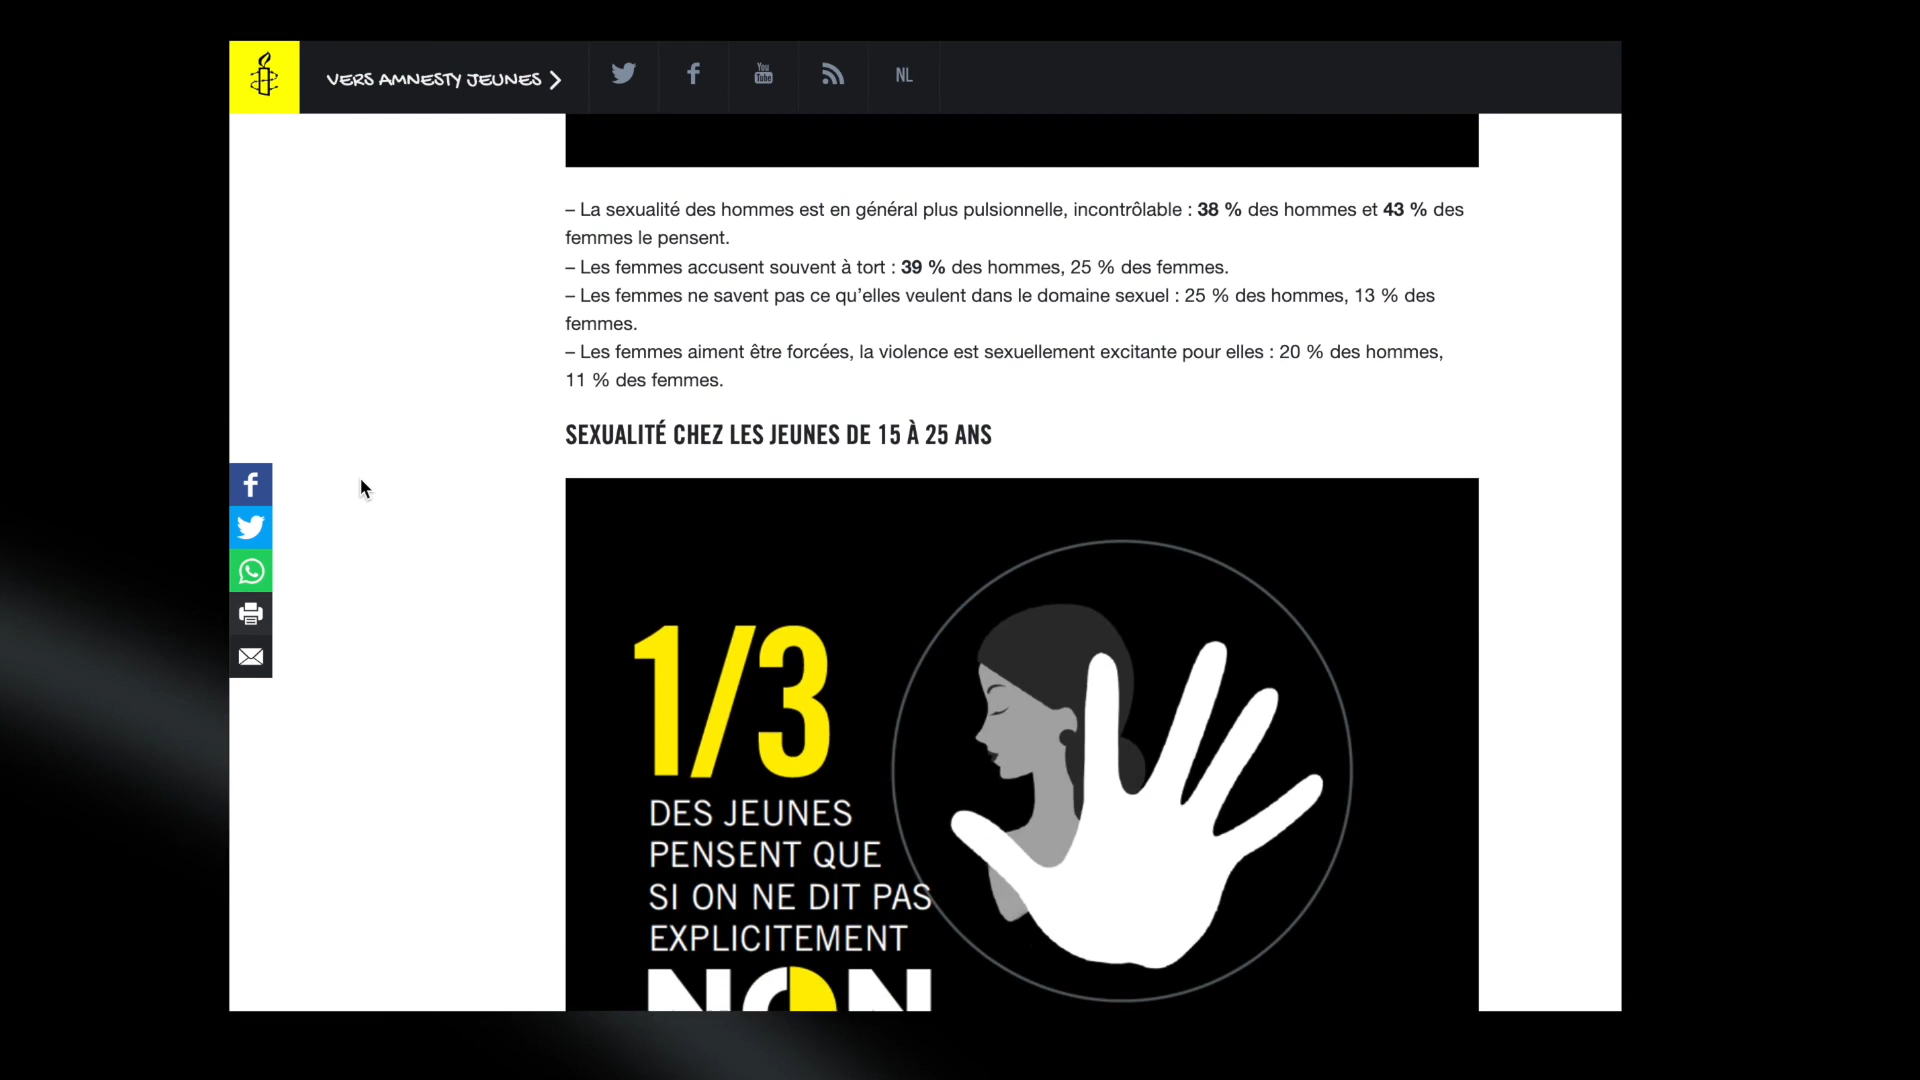 VERS AMNESTY JEUNES
You
Tube
NL
– La sexualité des hommes est en général plus pulsionnelle, incontrôlable : 38 % des hommes et 43 % des
femmes le pensent.
– Les femmes accusent souvent à tort : 39 % des hommes, 25 % des femmes.
– Les femmes ne savent pas ce qu’elles veulent dans le domaine sexuel : 25 % des hommes, 13 % des
femmes.
– Les femmes aiment être forcées, la violence est sexuellement excitante pour elles : 20 % des hommes,
11 % des femmes.
SEXUALITÉ CHEZ LES JEUNES DE 15 À 25 ANS
1/3
DES JEUNES
PENSENT QUE
SI ON NE DIT PAS
EXPLICITEMENT
NON